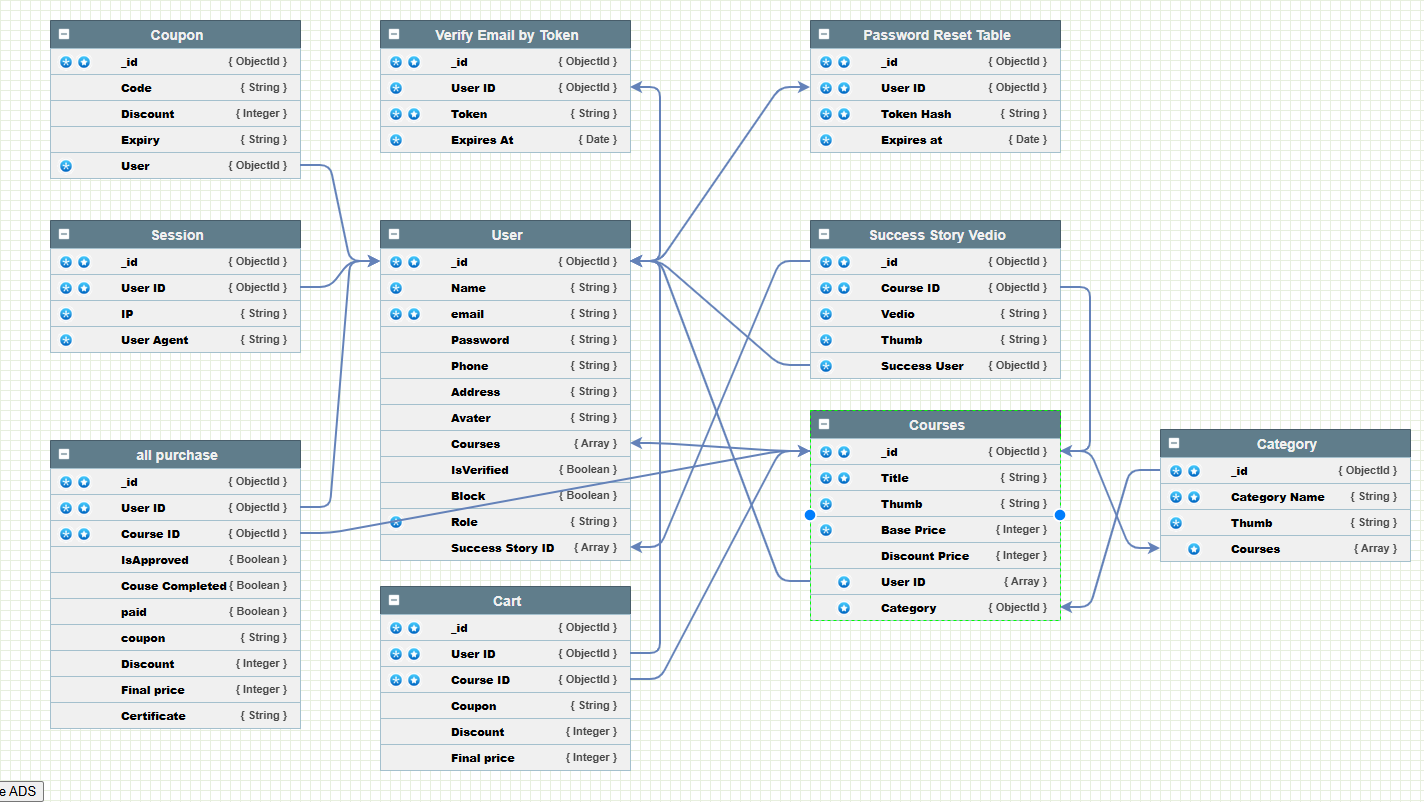 Coupon
_id { ObjectId }
Code { String }
Discount { Integer }
Expiry { String }
User { ObjectId }
Verify Email by Token
_id { ObjectId }
User ID { ObjectId }
Token { String }
Expires At { Date }
Password Reset Table
_id { ObjectId }
User ID { ObjectId }
Token Hash { String }
Expires at { Date }
Session
_id { ObjectId }
User ID { ObjectId }
IP { String }
User Agent { String }
User
_id { ObjectId }
Name { String }
email { String }
Password { String }
Phone { String }
Address { String }
Avater { String }
Courses { Array }
IsVerified { Boolean }
Block { Boolean }
Role { String }
Success Story ID { Array }
Success Story Vedio
_id { ObjectId }
Course ID { ObjectId }
Vedio { String }
Thumb { String }
Success User { ObjectId }
all purchase
_id { ObjectId }
User ID { ObjectId }
Course ID { ObjectId }
IsApproved { Boolean }
Couse Completed { Boolean }
paid { Boolean }
coupon { String }
Discount { Integer }
Final price { Integer }
Certificate { String }
Cart
_id { ObjectId }
User ID { ObjectId }
Course ID { ObjectId }
Coupon { String }
Discount { Integer }
Final price { Integer }
Courses
_id { ObjectId }
Title { String }
Thumb { String }
Base Price { Integer }
Discount Price { Integer }
User ID { Array }
Category { ObjectId }
Category
_id { ObjectId }
Category Name { String }
Thumb { String }
Courses { Array }
e ADS